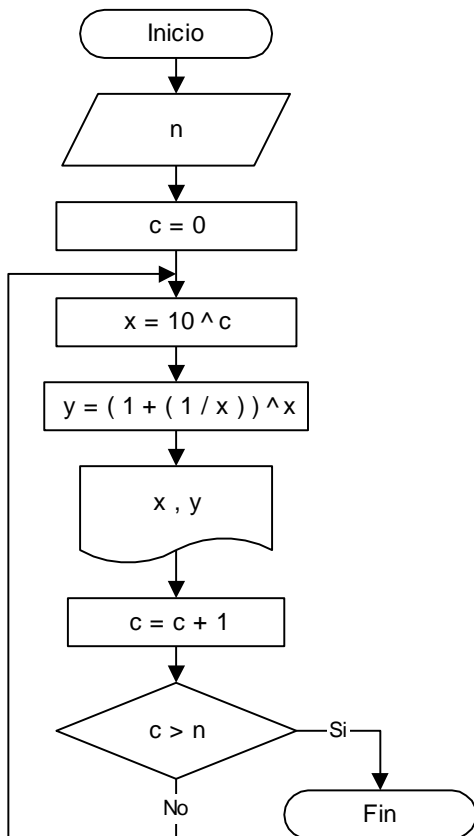 Inicio
n
c = 0
x = 10 ^ c
y = ( 1 + ( 1 / x ) ) ^ x
x , y
c = c + 1
c > n
Si
No
Fin